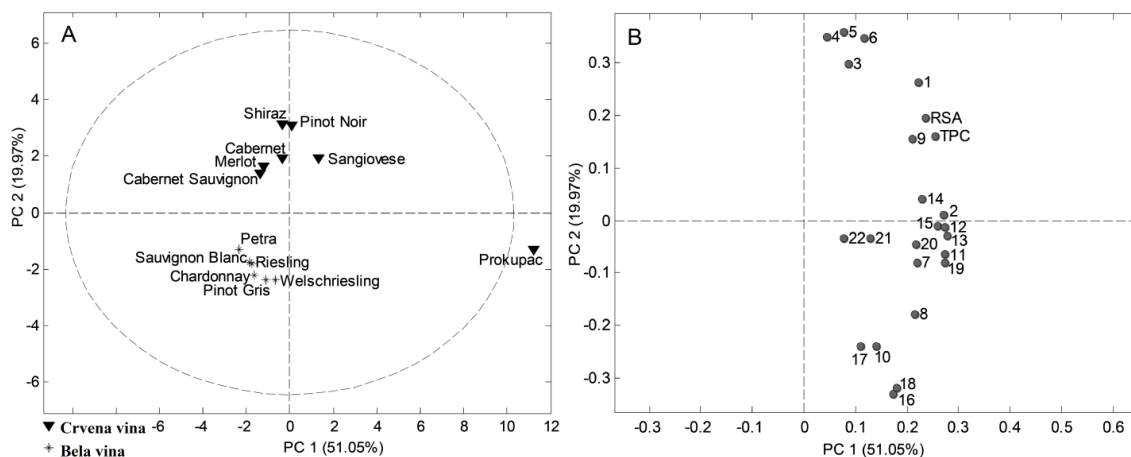 A
PC 2 (19.97%)
6
4
2
0
-2
-4
-6
Shiraz
Pinot Noir
Cabernet
Merlot
Sangiovese
Cabernet Sauvignon
Petra
Sauvignon Blanc
Riesling
Prokupac
Chardonnay
Welschriesling
Pinot Gris
-8 -6 -4 -2 0 2 4 6 8 10 12
PC 1 (51.05%)
Crvena vina
Bela vina
B
PC 2 (19.97%)
0.3
0.2
0.1
0
-0.1
-0.2
-0.3
4 5 6
3
1
RSA
9 TPC
14
2
15 12
13
22 21 20
11
7 19
8
17 10
18
16
-0.3 -0.2 -0.1 0 0.1 0.2 0.3 0.4 0.5 0.6
PC 1 (51.05%)